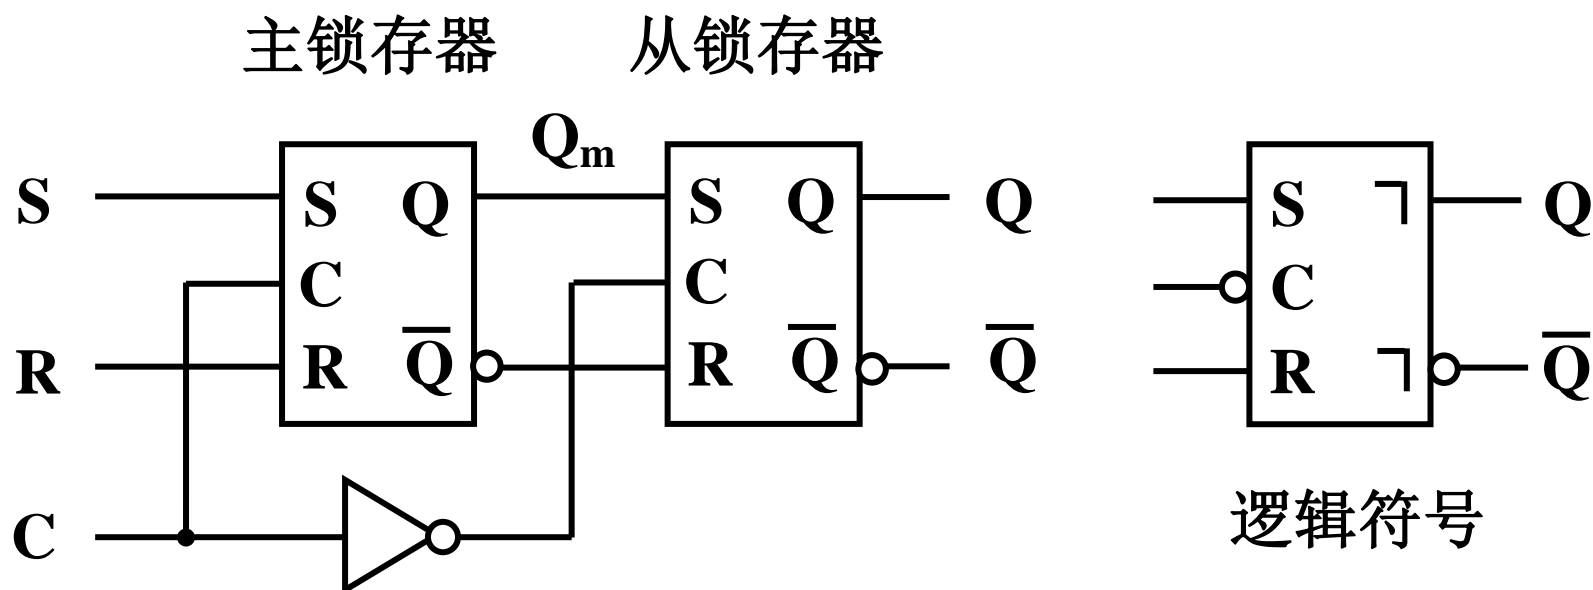 主锁存器 从锁存器
Qm
S S Q S Q Q S ┐ Q
C C C
R R Q̅ R Q̅ Q̅ R ┐ Q̅
C
逻辑符号